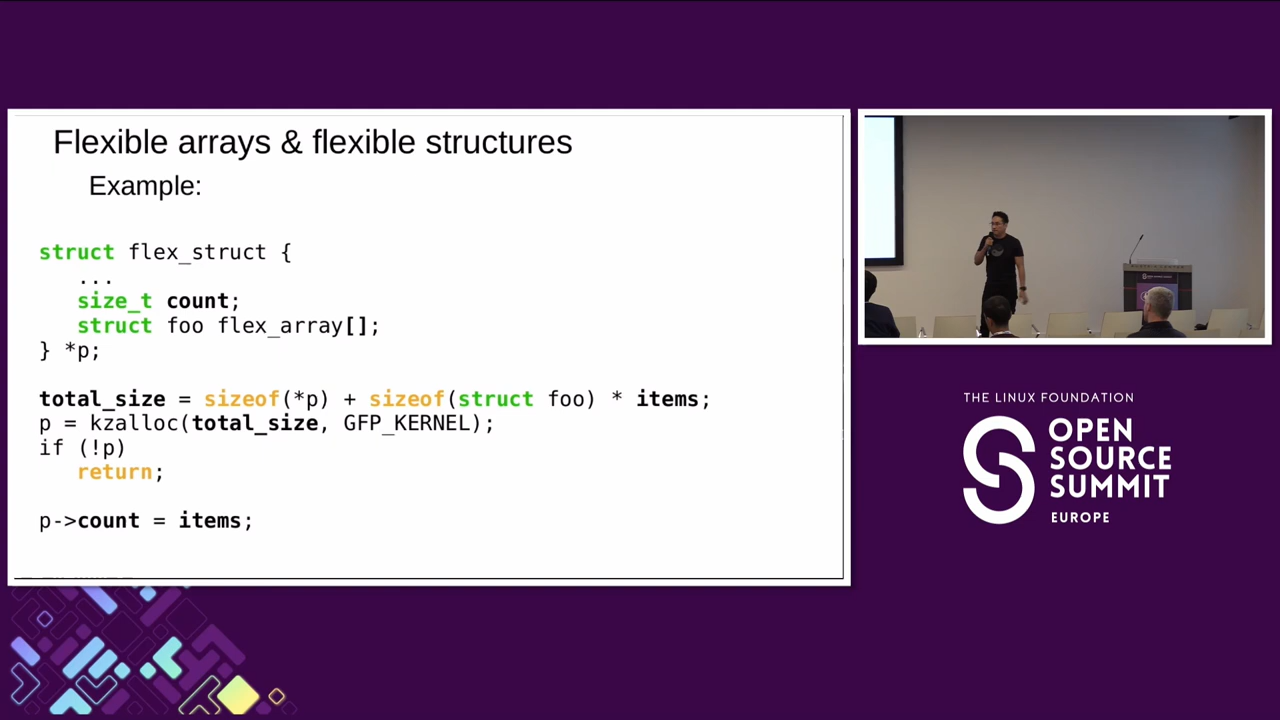 Flexible arrays & flexible structures
Example:
struct flex_struct {
...
size_t count;
struct foo flex_array[];
} *p;
total_size = sizeof(*p) + sizeof(struct foo) * items;
p = kzalloc(total_size, GFP_KERNEL);
if (!p)
return;
p->count = items;
THE LINUX FOUNDATION
OPEN
SOURCE
SUMMIT
EUROPE